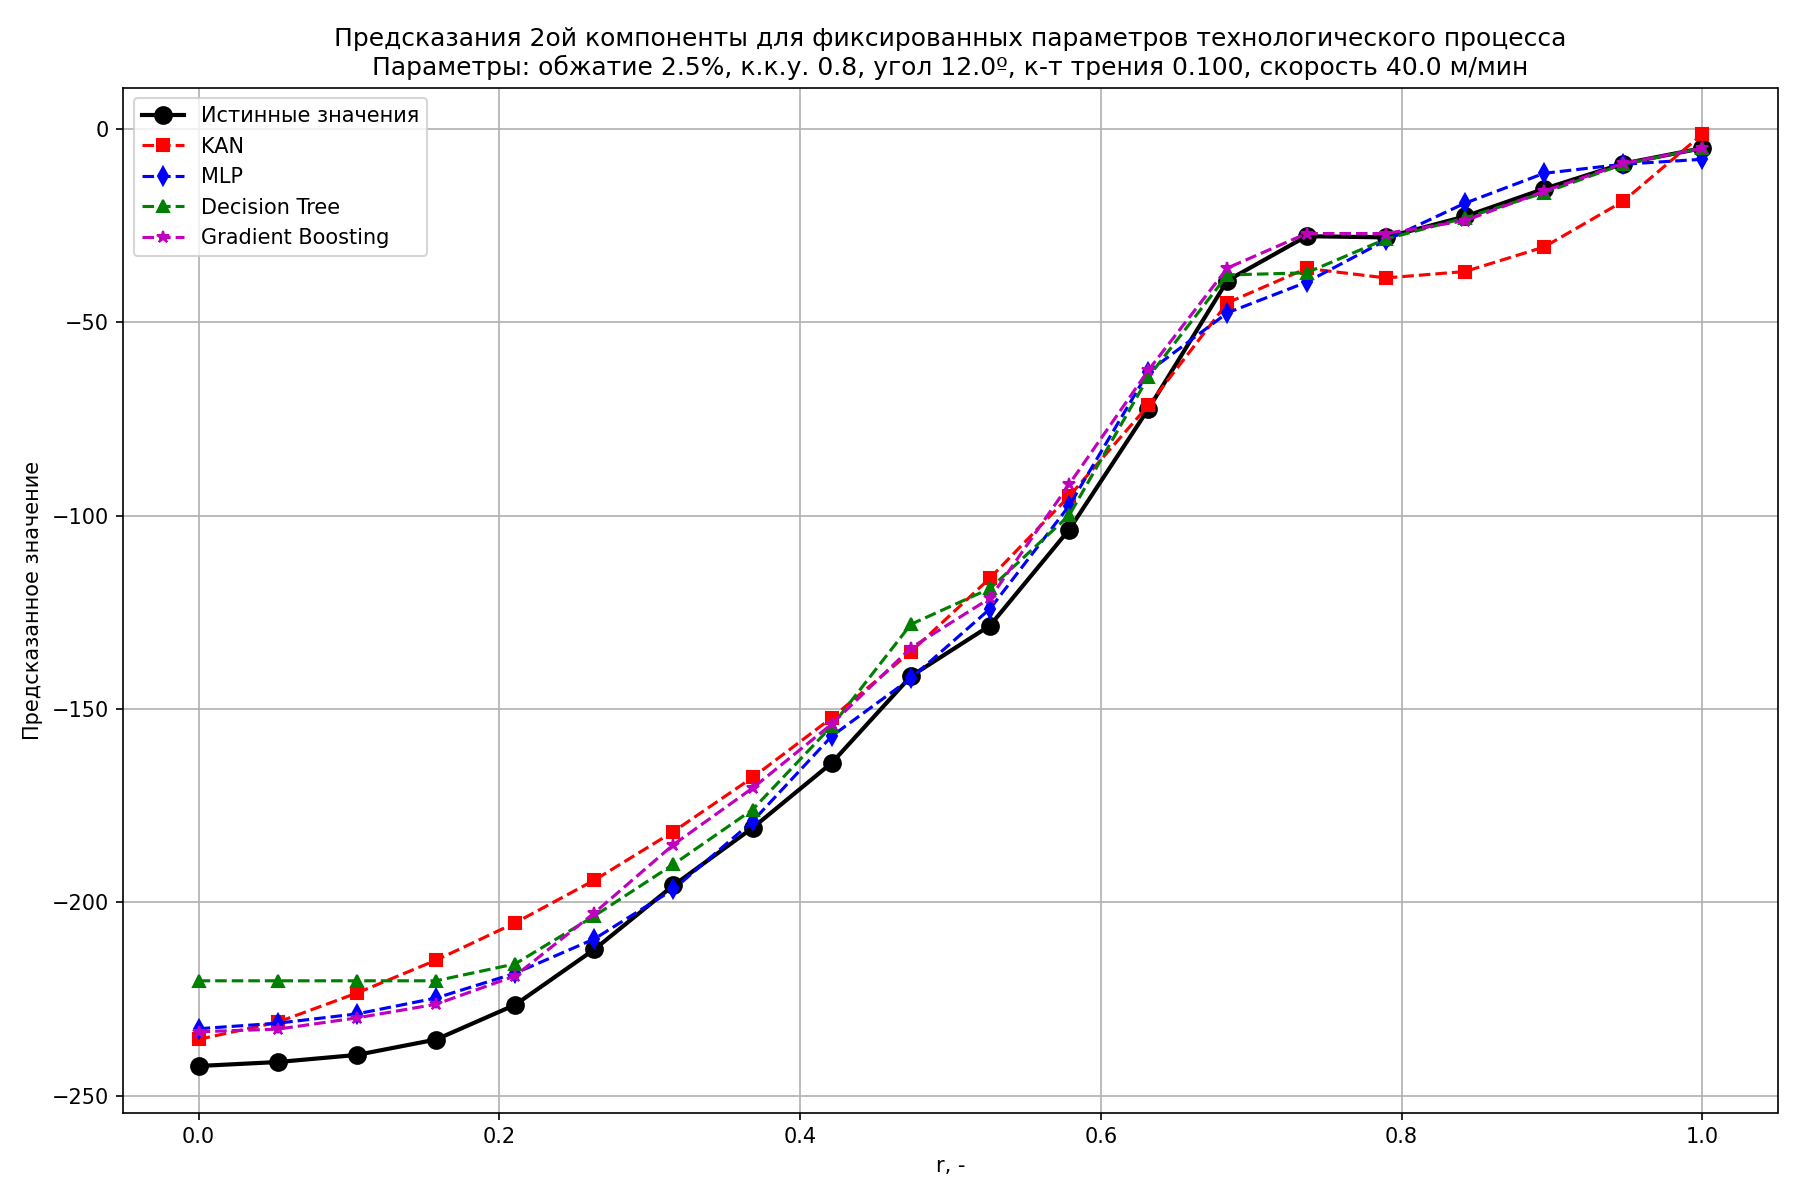 Предсказания 2ой компоненты для фиксированных параметров технологического процесса
Параметры: обжатие 2.5%, к.к.у. 0.8, угол 12.0º, к-т трения 0.100, скорость 40.0 м/мин
Истинные значения
KAN
MLP
Decision Tree
Gradient Boosting
Предсказанное значение
0
−50
−100
−150
−200
−250
0.0 0.2 0.4 0.6 0.8 1.0
r, -